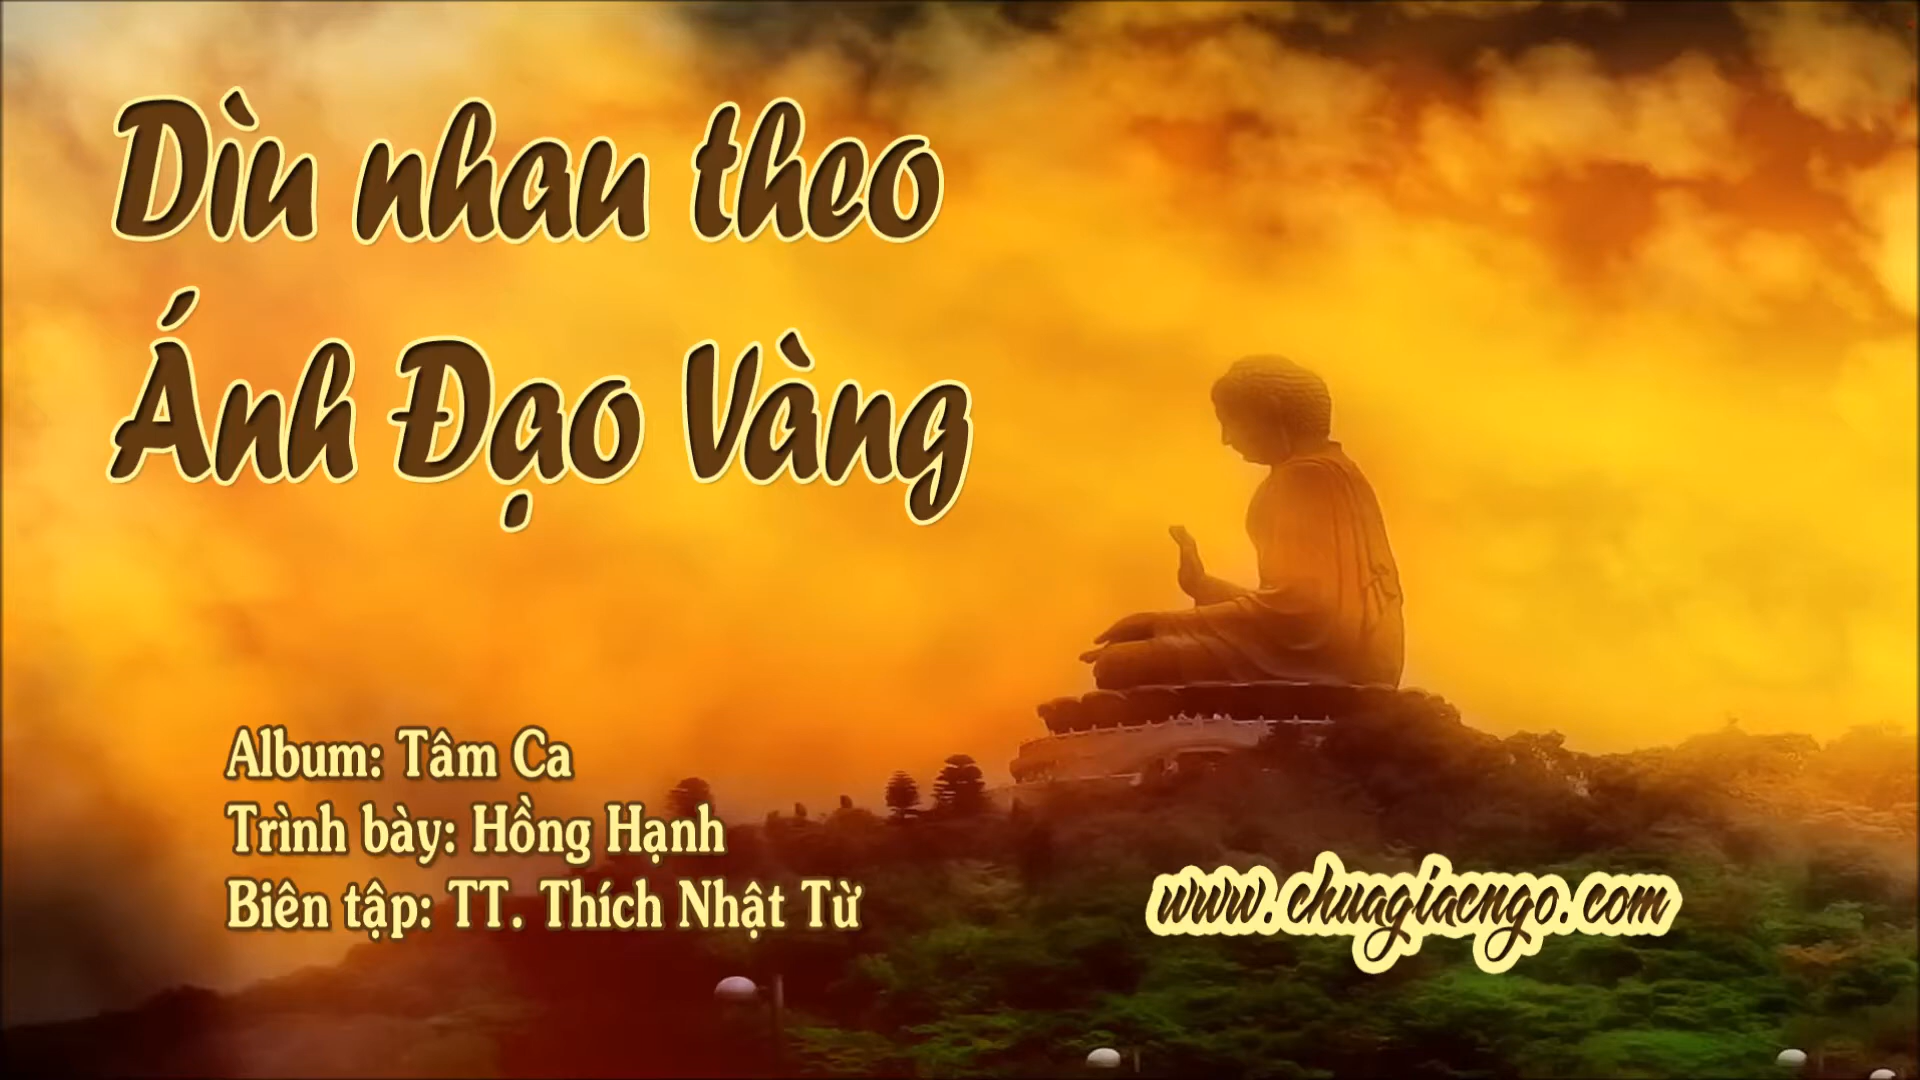 Dìu nhau theo
Ánh Đạo Vàng
Album: Tâm Ca
Trình bày: Hồng Hạnh
Biên tập: TT. Thích Nhật Từ
www.chuagiacngo.com